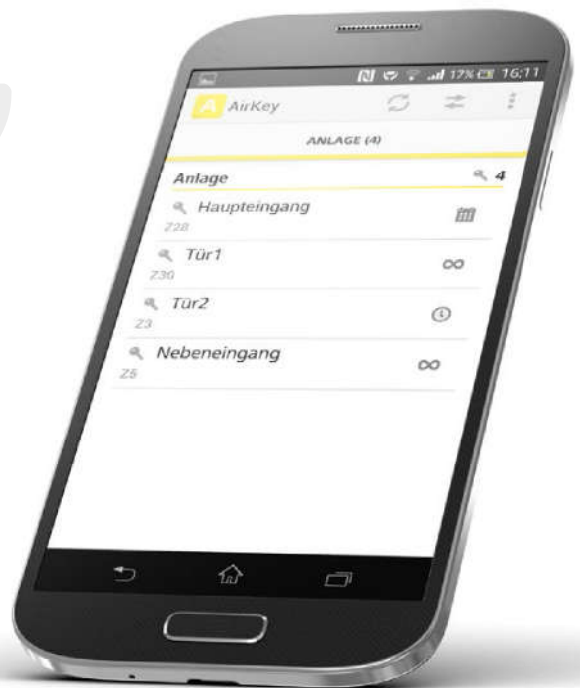 17% 16:11
A AirKey
ANLAGE (4)
Anlage 4
Haupteingang
Z28
Tür1
Z30
Tür2
Z3
Nebeneingang
Z5